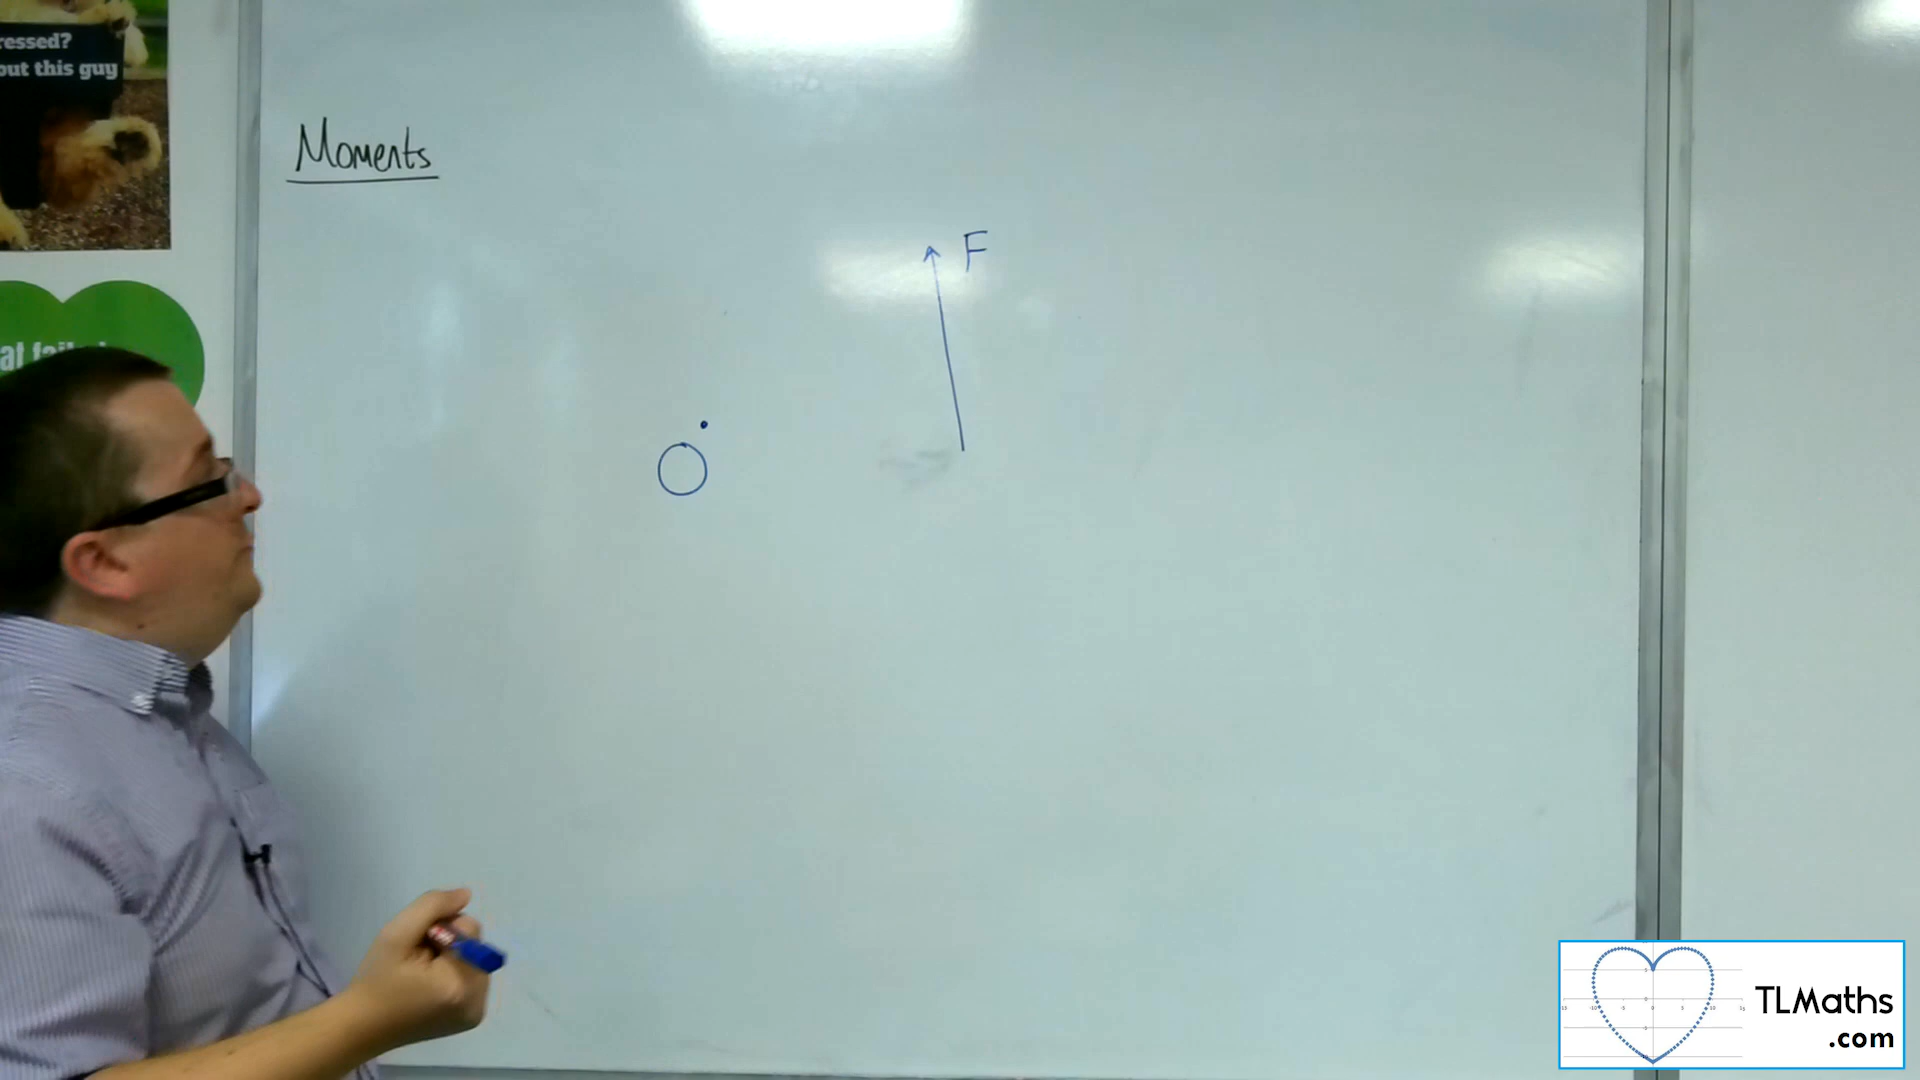 ressed?
out this guy
Moments
F
O
TLMaths
.com